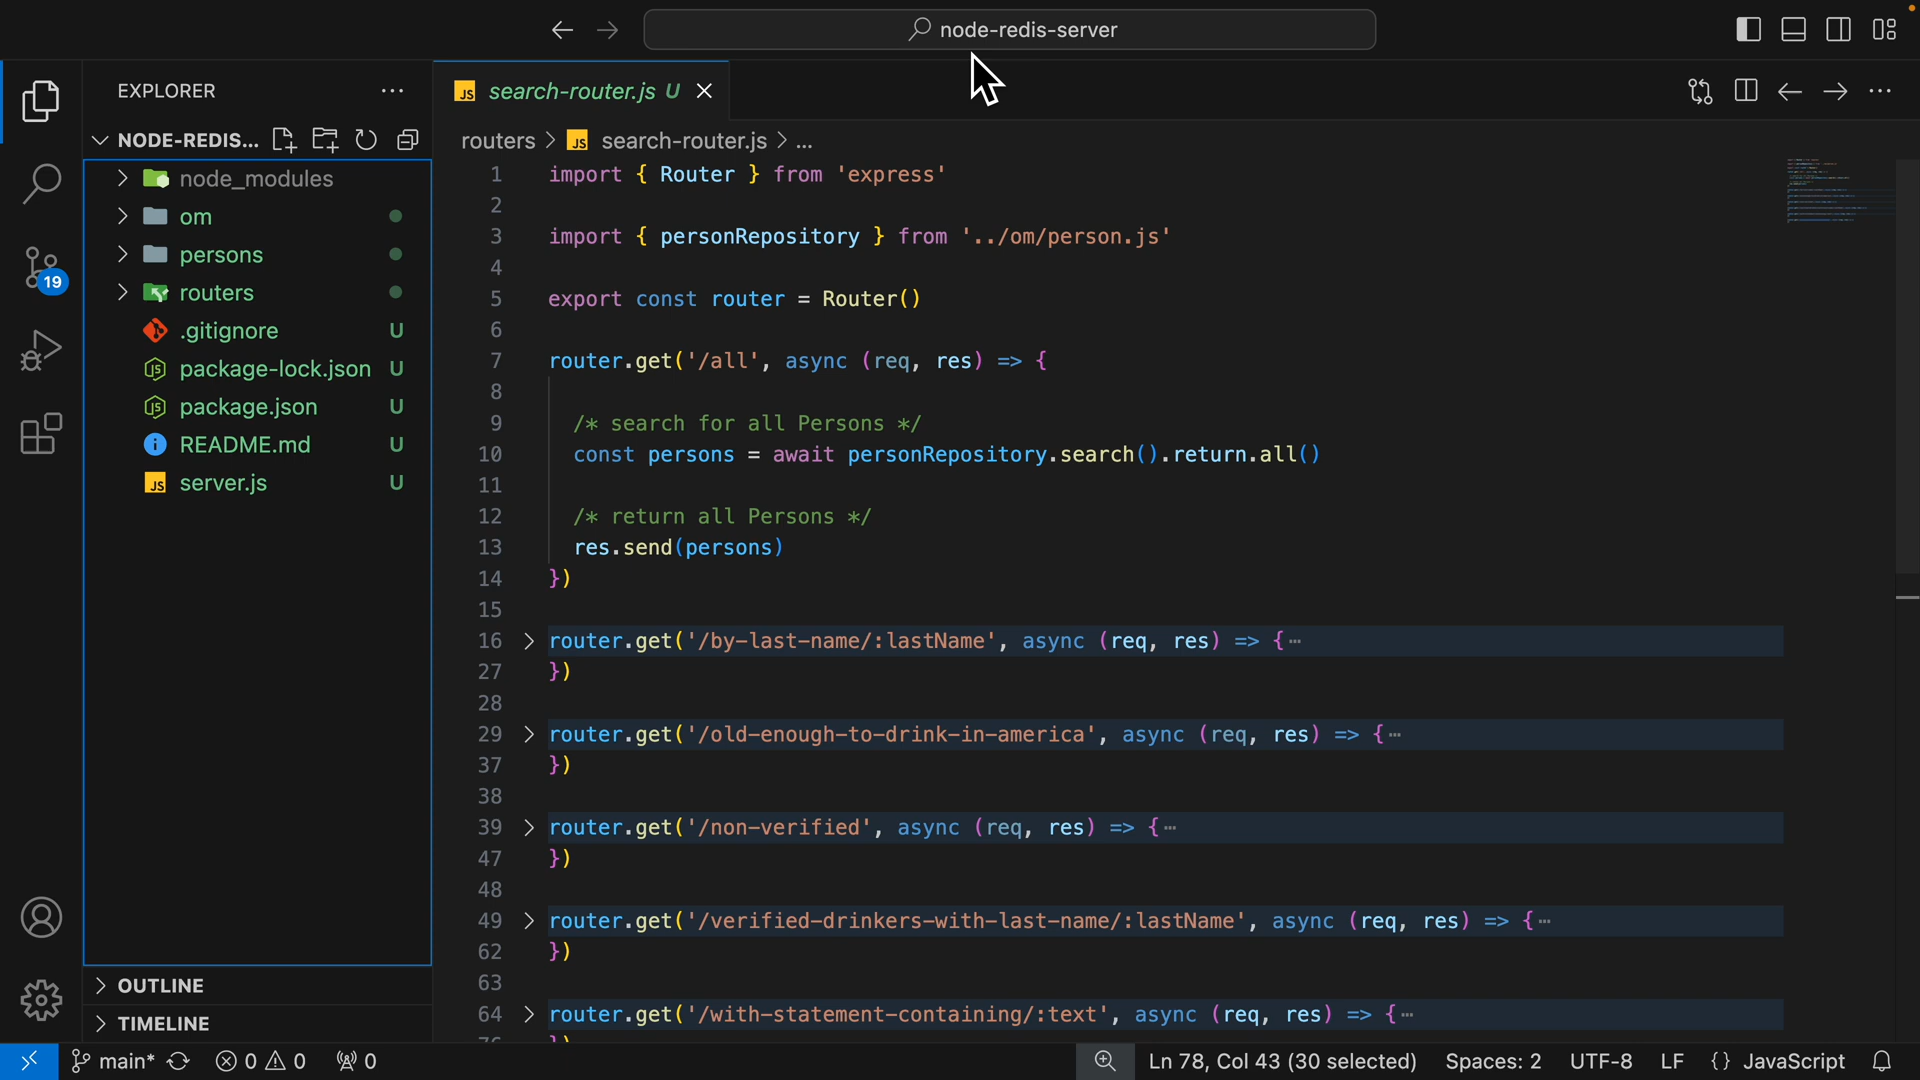 node-redis-server
EXPLORER
search-router.js U
NODE-REDIS...
routers > JS search-router.js > ...
node_modules
om
persons
routers
.gitignore U
package-lock.json U
package.json U
README.md U
JS server.js U
1 import { Router } from 'express'
2
3 import { personRepository } from '../om/person.js'
4
5 export const router = Router()
6
7 router.get('/all', async (req, res) => {
8
9 /* search for all Persons */
10 const persons = await personRepository.search().return.all()
11
12 /* return all Persons */
13 res.send(persons)
14 })
15
16 router.get('/by-last-name/:lastName', async (req, res) => {⋯
27 })
28
29 router.get('/old-enough-to-drink-in-america', async (req, res) => {⋯
37 })
38
39 router.get('/non-verified', async (req, res) => {⋯
47 })
48
49 router.get('/verified-drinkers-with-last-name/:lastName', async (req, res) => {⋯
62 })
63
64 router.get('/with-statement-containing/:text', async (req, res) => {⋯
19
OUTLINE
TIMELINE
main* 0 0 0
Ln 78, Col 43 (30 selected) Spaces: 2 UTF-8 LF {} JavaScript